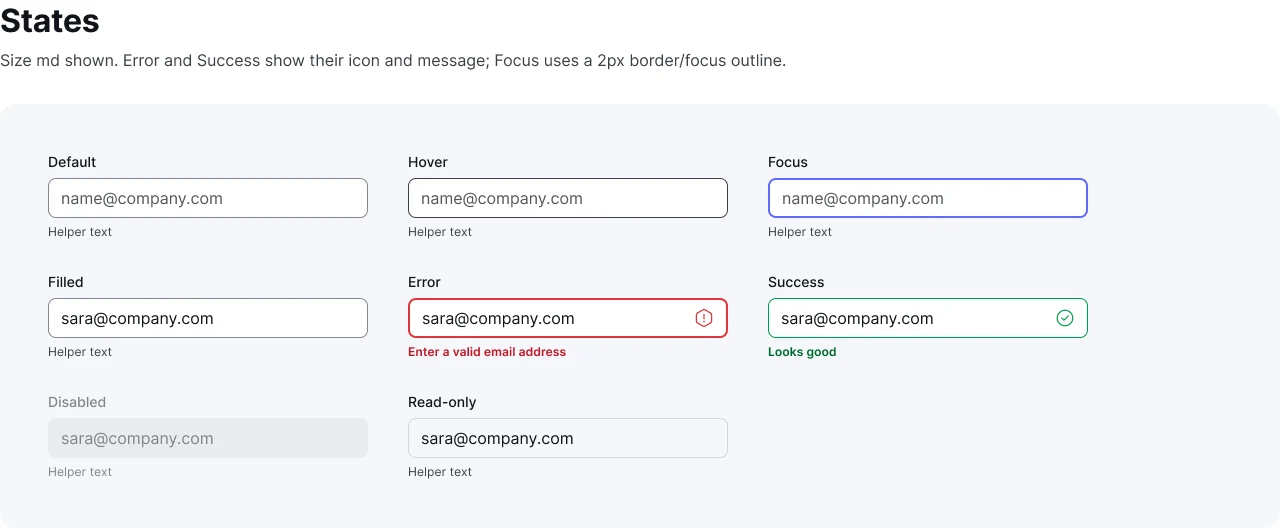 States
Size md shown. Error and Success show their icon and message; Focus uses a 2px border/focus outline.
Default
name@company.com
Helper text
Hover
name@company.com
Helper text
Focus
name@company.com
Helper text
Filled
sara@company.com
Helper text
Error
sara@company.com
Enter a valid email address
Success
sara@company.com
Looks good
Disabled
sara@company.com
Helper text
Read-only
sara@company.com
Helper text